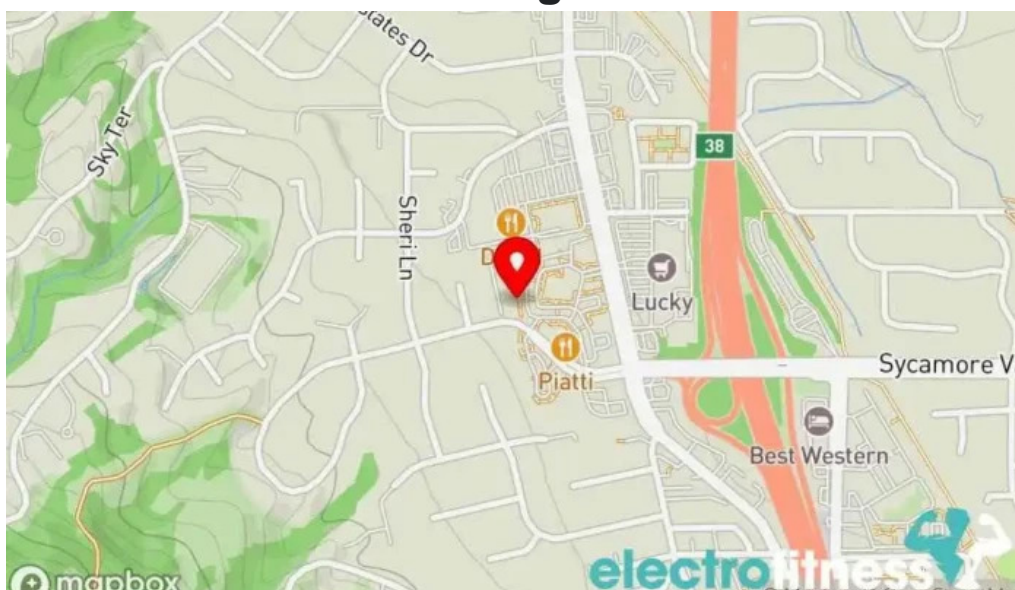 states Dr
38
Sky Ter
Sheri Ln
Lucky
Piatti
Sycamore V
Best Western
electrofitness
mapbox